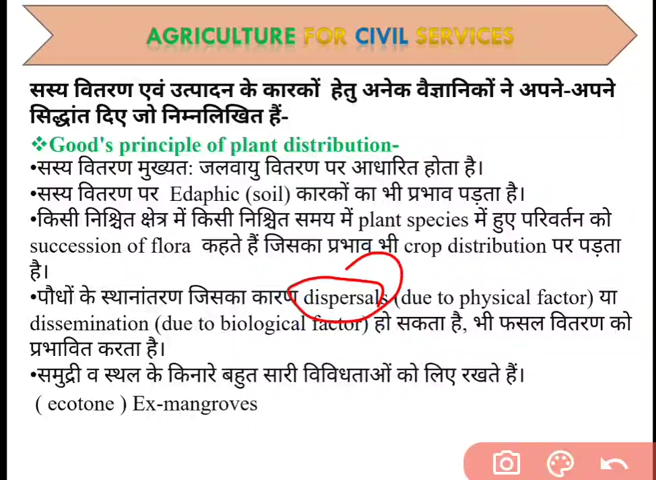 AGRICULTURE FOR CIVIL SERVICES
सस्य वितरण एवं उत्पादन के कारकों हेतु अनेक वैज्ञानिकों ने अपने-अपने
सिद्धांत दिए जो निम्नलिखित हैं-
❖Good's principle of plant distribution-
•सस्य वितरण मुख्यत: जलवायु वितरण पर आधारित होता है।
•सस्य वितरण पर Edaphic (soil) कारकों का भी प्रभाव पड़ता है।
•किसी निश्चित क्षेत्र में किसी निश्चित समय में plant species में हुए परिवर्तन को
succession of flora कहते हैं जिसका प्रभाव भी crop distribution पर पड़ता
है।
•पौधों के स्थानांतरण जिसका कारण dispersals (due to physical factor) या
dissemination (due to biological factor) हो सकता है, भी फसल वितरण को
प्रभावित करता है।
•समुद्री व स्थल के किनारे बहुत सारी विविधताओं को लिए रखते हैं।
( ecotone ) Ex-mangroves